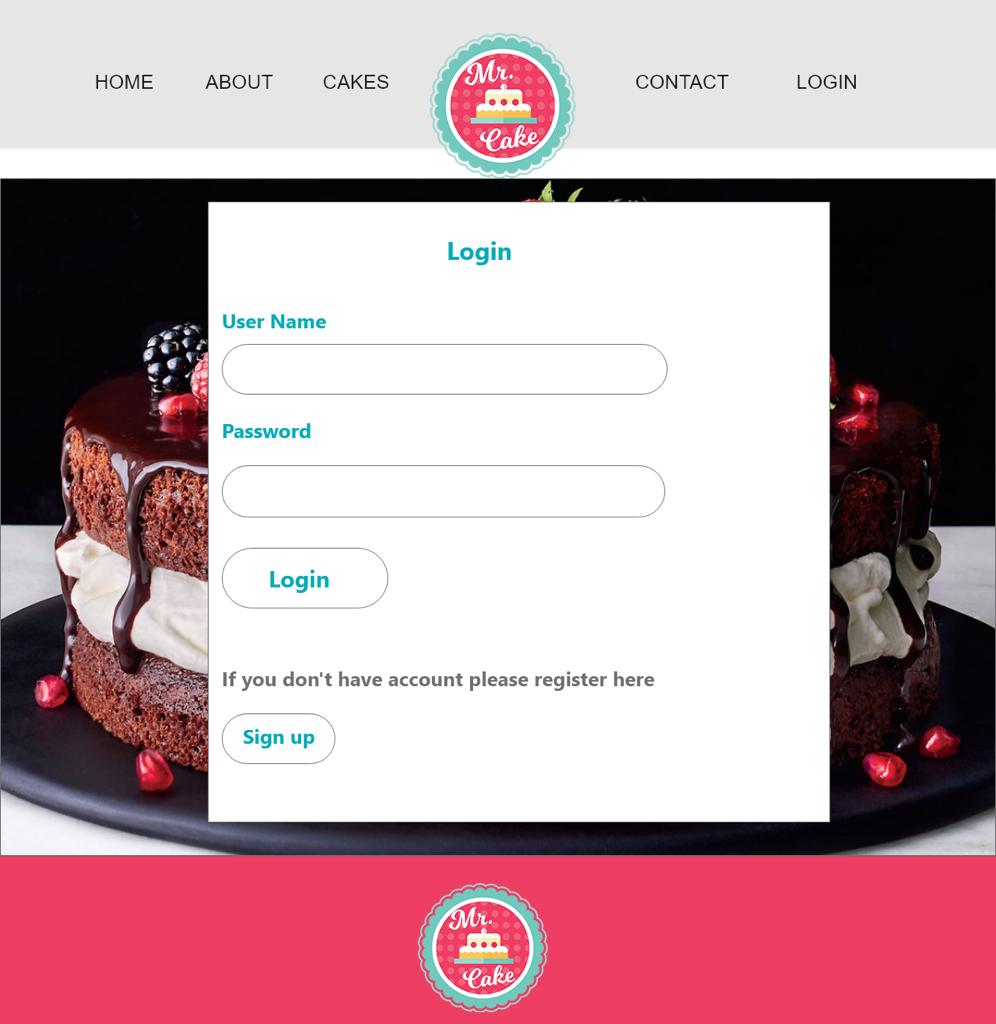 HOME ABOUT CAKES CONTACT LOGIN
Mr.
Cake
Login
User Name
Password
Login
If you don't have account please register here
Sign up
Mr.
Cake